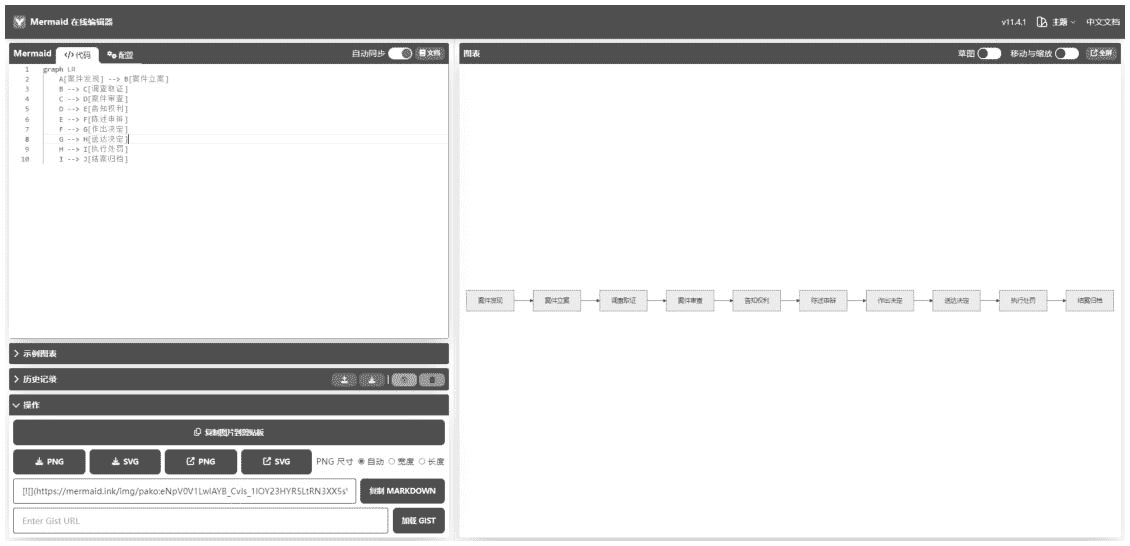 Mermaid 在线编辑器
v11.4.1 主题 中文文档
Mermaid 代码 配置 自动同步 文档
1 graph LR
2 A[案件发现] --> B[案件立案]
3 B --> C[调查取证]
4 C --> D[案件审查]
5 D --> E[告知权利]
6 E --> F[陈述申辩]
7 F --> G[作出决定]
8 G --> H[送达决定]
9 H --> I[执行处罚]
10 I --> J[结案归档]
示例图表
历史记录
操作
复制图片到剪贴板
PNG SVG PNG SVG PNG 尺寸 自动 宽度 长度
复制 MARKDOWN
Enter Gist URL 加载 GIST
图表 草图 移动与缩放 全屏
案件发现 案件立案 调查取证 案件审查 告知权利 陈述申辩 作出决定 送达决定 执行处罚 结案归档